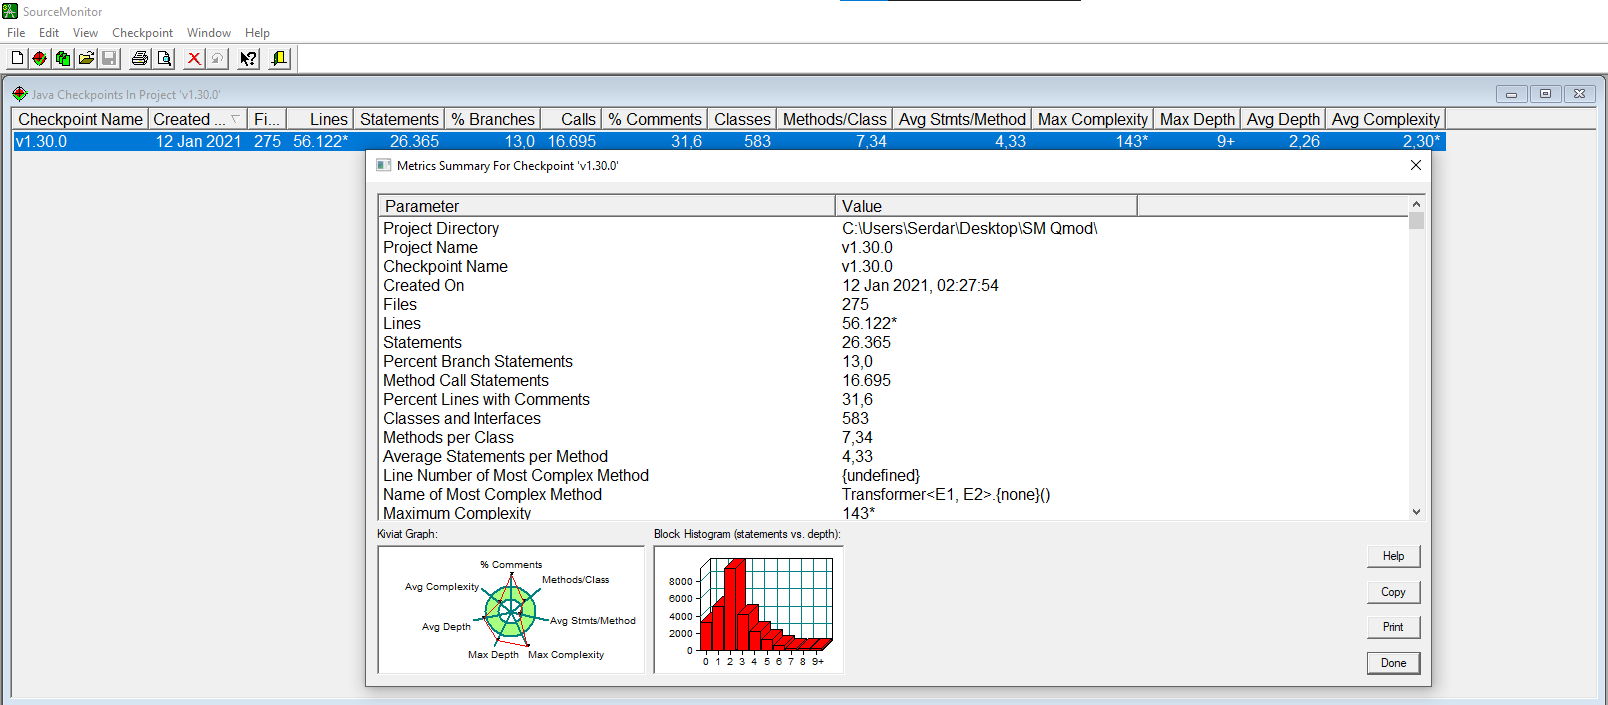 SourceMonitor
File Edit View Checkpoint Window Help
Java Checkpoints In Project 'v1.30.0'
Checkpoint Name Created ... Fi... Lines Statements % Branches Calls % Comments Classes Methods/Class Avg Stmts/Method Max Complexity Max Depth Avg Depth Avg Complexity
v1.30.0 12 Jan 2021 275 56.122* 26.365 13,0 16.695 31,6 583 7,34 4,33 143* 9+ 2,26 2,30*
Metrics Summary For Checkpoint 'v1.30.0'
Parameter Value
Project Directory C:\Users\Serdar\Desktop\SM Qmod\
Project Name v1.30.0
Checkpoint Name v1.30.0
Created On 12 Jan 2021, 02:27:54
Files 275
Lines 56.122*
Statements 26.365
Percent Branch Statements 13,0
Method Call Statements 16.695
Percent Lines with Comments 31,6
Classes and Interfaces 583
Methods per Class 7,34
Average Statements per Method 4,33
Line Number of Most Complex Method {undefined}
Name of Most Complex Method Transformer<E1, E2>.{none}()
Maximum Complexity 143*
Kiviat Graph:
% Comments
Methods/Class
Avg Complexity
Avg Stmts/Method
Avg Depth
Max Depth Max Complexity
Block Histogram (statements vs. depth):
8000
6000
4000
2000
0
0 1 2 3 4 5 6 7 8 9+
Help
Copy
Print
Done